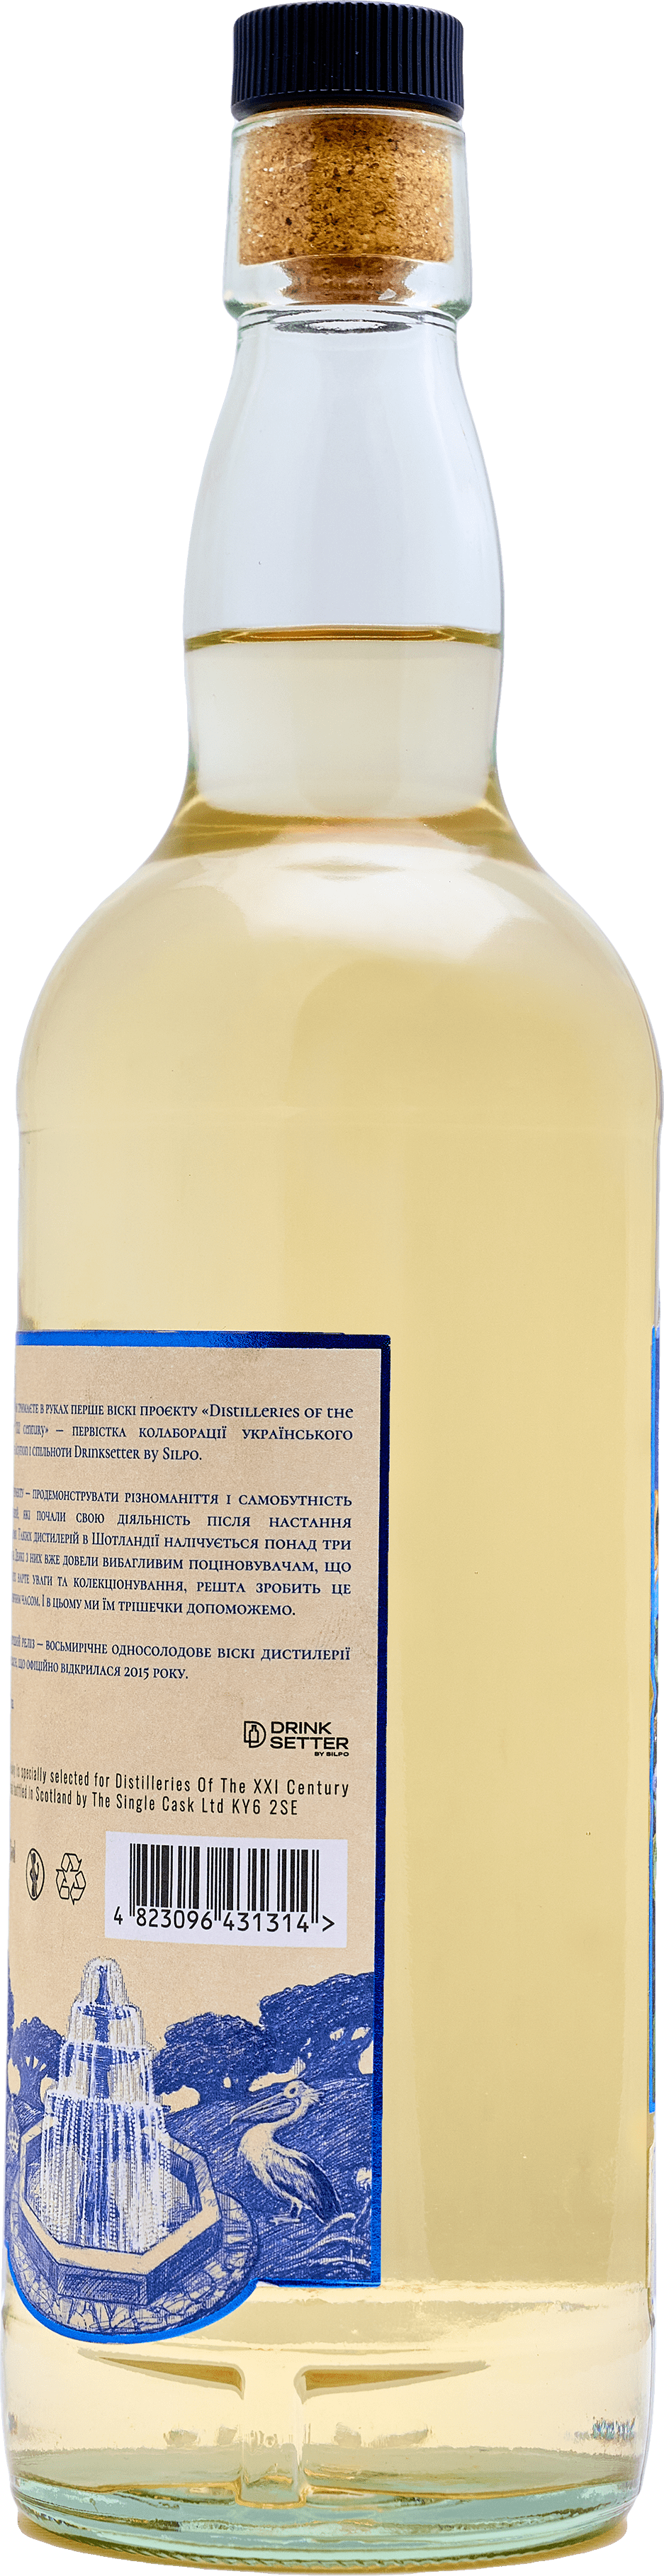 тримаєте в руках перше віскі проєкту «Distilleries of the
century» – первістка колаборації українського
і спільноти Drinksetter by Silpo.
– продемонструвати різноманіття і самобутність
які почали свою діяльність після настання
Таких дистилерій в Шотландії налічується понад три
Деякі з них вже довели вибагливим поціновувачам, що
варте уваги та колекціонування, решта зробить це
часом. І в цьому ми їм трішечки допоможемо.
реліз – восьмирічне односолодове віскі дистилерії
що офіційно відкрилася 2015 року.
DRINK
SETTER
BY SILPO
is specially selected for Distilleries Of The XXI Century
bottled in Scotland by The Single Cask Ltd KY6 2SE
4 823096 431314 >